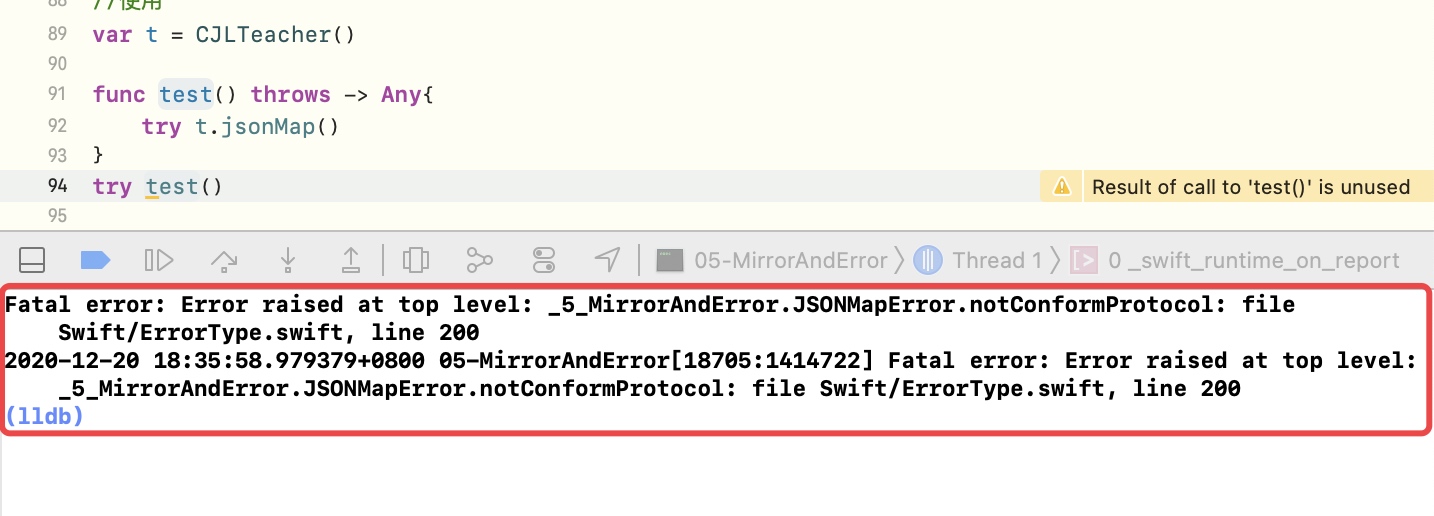 88 //使用
89 var t = CJLTeacher()
90
91 func test() throws -> Any{
92 try t.jsonMap()
93 }
94 try test() Result of call to 'test()' is unused
95
05-MirrorAndError Thread 1 0 _swift_runtime_on_report
Fatal error: Error raised at top level: _5_MirrorAndError.JSONMapError.notConformProtocol: file
Swift/ErrorType.swift, line 200
2020-12-20 18:35:58.979379+0800 05-MirrorAndError[18705:1414722] Fatal error: Error raised at top level:
_5_MirrorAndError.JSONMapError.notConformProtocol: file Swift/ErrorType.swift, line 200
(lldb)